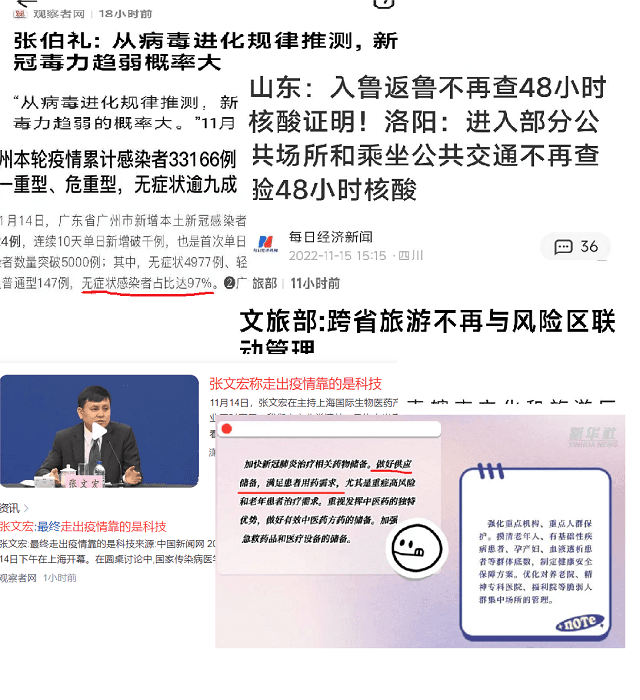 观察者网 | 18小时前
张伯礼: 从病毒进化规律推测, 新
冠毒力趋弱概率大
“从病毒进化规律推测，新
毒力趋弱的概率大。”11月
山东：入鲁返鲁不再查48小时
核酸证明！洛阳：进入部分公
共场所和乘坐公共交通不再查
验48小时核酸
每日经济新闻
2022-11-15 15:15 · 四川
36
州本轮疫情累计感染者33166例
一重型、危重型，无症状逾九成
1月14日，广东省广州市新增本土新冠感染者
4例，连续10天单日新增破千例，也是首次单日
者数量突破5000例；其中，无症状4977例、轻
普通型147例，无症状感染者占比达97%。❷广
旅部 | 11小时前
文旅部:跨省旅游不再与风险区联
动管理
张文宏
张文宏称走出疫情靠的是科技
11月14日，张文宏在主持上海国际生物医药产
资讯
张文宏:最终走出疫情靠的是科技
张文宏:最终走出疫情靠的是科技来源:中国新闻网 20
14日下午在上海开幕。在圆桌讨论中,国家传染病医学
观察者网 1小时前
新华社
加快新冠肺炎治疗相关药物储备。做好供应
储备，满足患者用药需求，尤其是重症高风险
和老年患者治疗需求。重视发挥中医药的独特
优势，做好有效中医药方药的储备。加强
急救药品和医疗设备的储备。
强化重点机构、重点人群保
护。摸清老年人、有基础性疾
病患者、孕产妇、血液透析患
者等群体底数，制定健康安全
保障方案。优化对养老院、精
神专科医院、福利院等脆弱人
群集中场所的管理。
NOTE